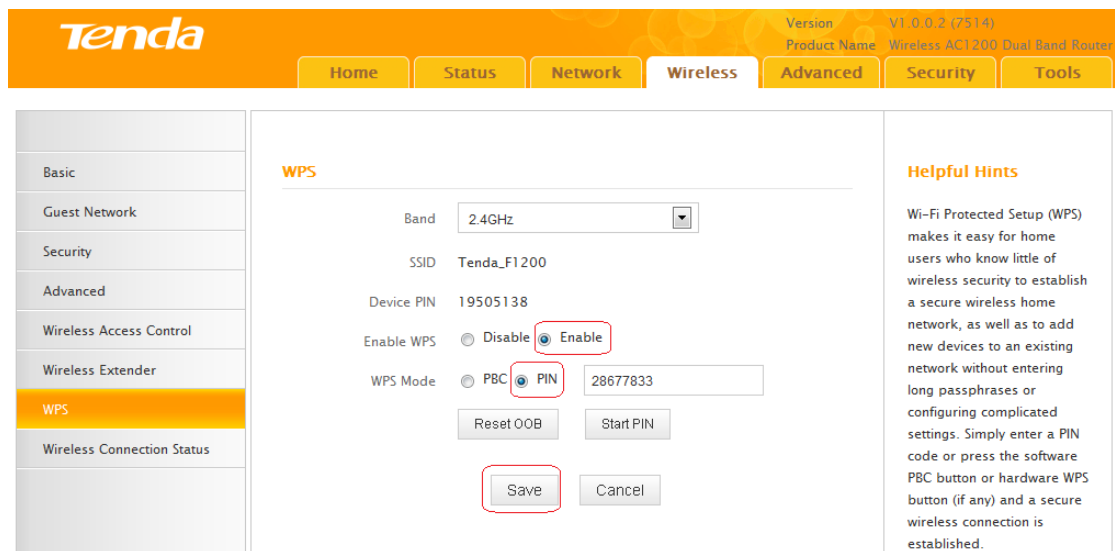 Tenda
Version V1.0.0.2 (7514)
Product Name Wireless AC1200 Dual Band Router
Home Status Network Wireless Advanced Security Tools
Basic
Guest Network
Security
Advanced
Wireless Access Control
Wireless Extender
WPS
Wireless Connection Status
WPS
Band 2.4GHz
SSID Tenda_F1200
Device PIN 19505138
Enable WPS Disable Enable
WPS Mode PBC PIN 28677833
Reset OOB Start PIN
Save Cancel
Helpful Hints
Wi-Fi Protected Setup (WPS)
makes it easy for home
users who know little of
wireless security to establish
a secure wireless home
network, as well as to add
new devices to an existing
network without entering
long passphrases or
configuring complicated
settings. Simply enter a PIN
code or press the software
PBC button or hardware WPS
button (if any) and a secure
wireless connection is
established.